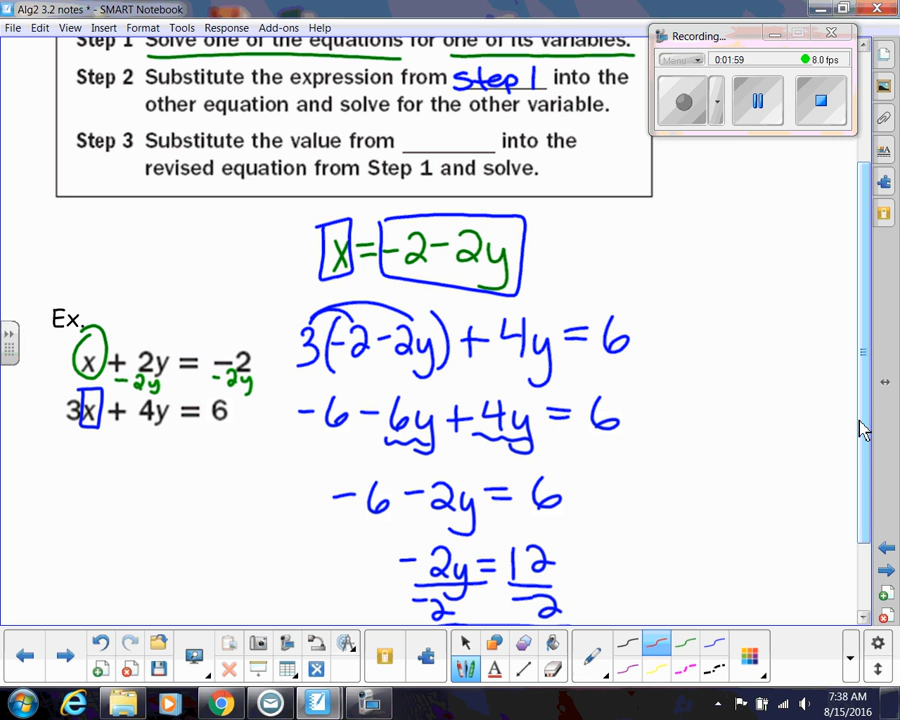 Alg2 3.2 notes * - SMART Notebook
File Edit View Insert Format Tools Recognition Draw Response Add-ons Help
Recording...
Menu
0:01:59
8.0 fps
Step 1 Solve one of the equations for one of its variables.
Step 2 Substitute the expression from step 1 into the
other equation and solve for the other variable.
Step 3 Substitute the value from ________ into the
revised equation from Step 1 and solve.
x = -2 - 2y
Ex.
x + 2y = -2
-2y -2y
3x + 4y = 6
3(-2 - 2y) + 4y = 6
-6 - 6y + 4y = 6
-6 - 2y = 6
-2y = 12
-2 -2
A
7:38 AM
8/15/2016